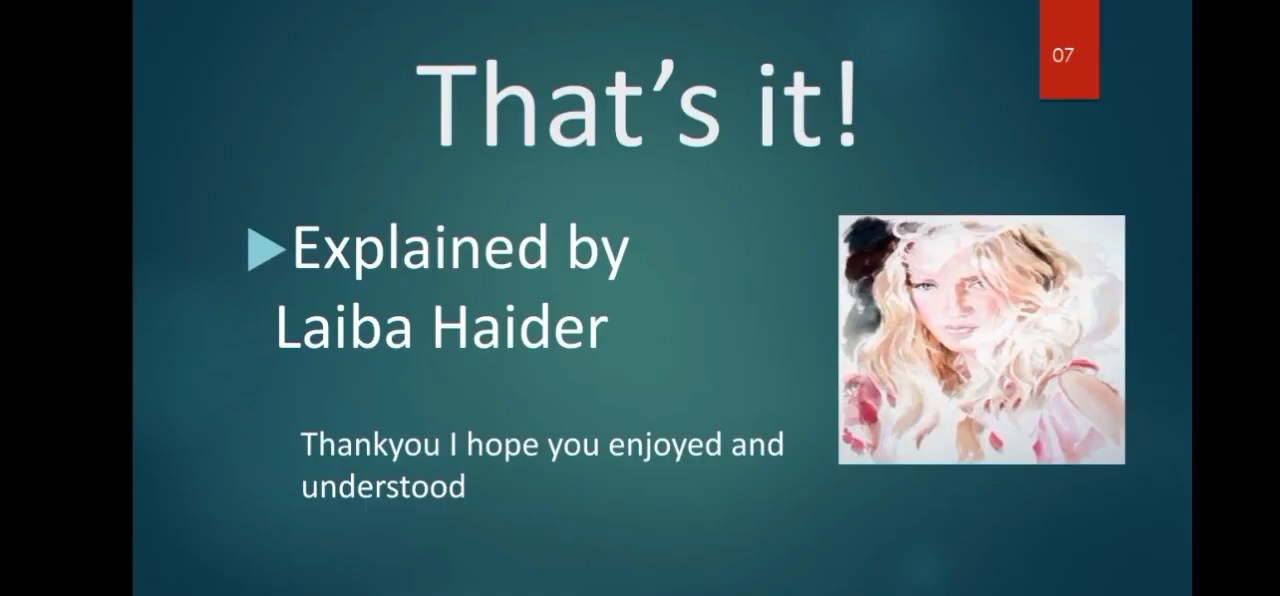 07
That’s it!
Explained by
Laiba Haider
Thankyou I hope you enjoyed and
understood